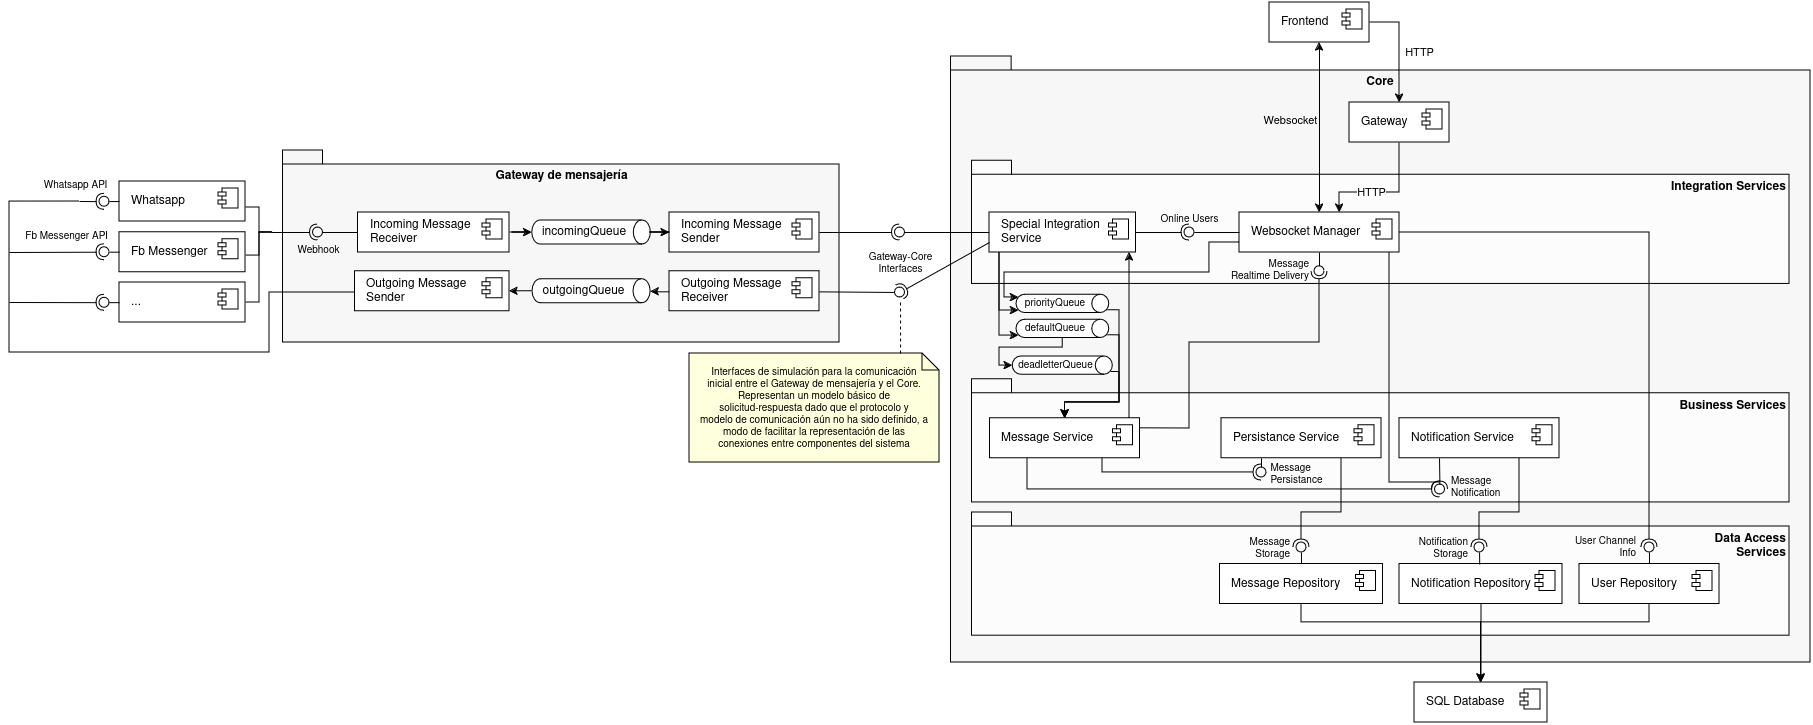 Frontend
HTTP
Core
Websocket
Gateway
Whatsapp API
Whatsapp
Fb Messenger API
Fb Messenger
...
Gateway de mensajería
Webhook
Incoming Message
Receiver
incomingQueue
Incoming Message
Sender
Outgoing Message
Sender
outgoingQueue
Outgoing Message
Receiver
Gateway-Core
Interfaces
Interfaces de simulación para la comunicación
inicial entre el Gateway de mensajería y el Core.
Representan un modelo básico de
solicitud-respuesta dado que el protocolo y
modelo de comunicación aún no ha sido definido, a
modo de facilitar la representación de las
conexiones entre componentes del sistema
Integration Services
HTTP
Special Integration
Service
Online Users
Websocket Manager
Message
Realtime Delivery
priorityQueue
defaultQueue
deadletterQueue
Business Services
Message Service
Persistance Service
Notification Service
Message
Persistance
Message
Notification
Data Access
Services
Message
Storage
Notification
Storage
User Channel
Info
Message Repository
Notification Repository
User Repository
SQL Database